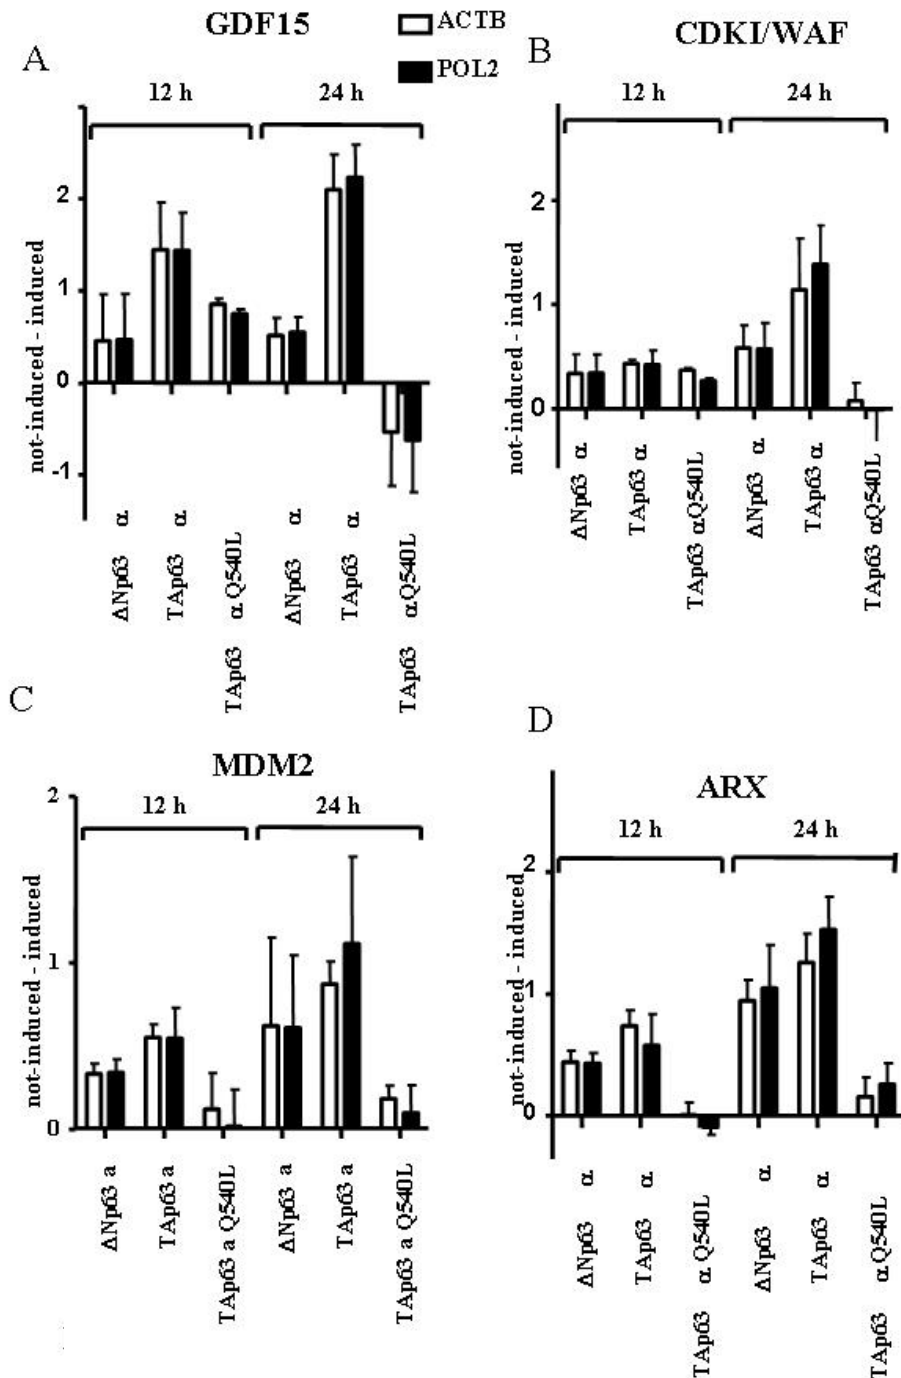 GDF15
ACTB
POL2
A
12 h
24 h
not-induced - induced
2
1
0
-1
ΔNp63 α
TAp63 α
TAp63 α Q540L
ΔNp63 α
TAp63 α
TAp63 αQ540L
B
CDKI/WAF
12 h
24 h
not-induced - induced
2
1
0
ΔNp63 α
TAp63 α
TAp63 αQ540L
ΔNp63 α
TAp63 α
TAp63 αQ540L
C
MDM2
12 h
24 h
not-induced - induced
2
1
0
ΔNp63 a
TAp63 a
TAp63 a Q540L
ΔNp63 a
TAp63 a
TAp63 a Q540L
D
ARX
12 h
24 h
not-induced - induced
2
1
0
ΔNp63 α
TAp63 α
TAp63 α Q540L
ΔNp63 α
TAp63 α
TAp63 αQ540L